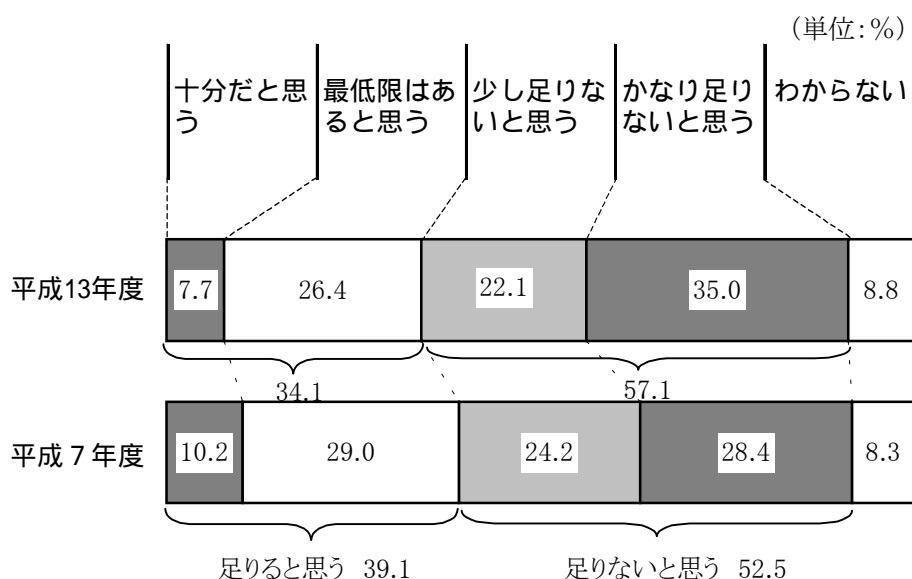 （単位：%）
十分だと思
う
最低限はあ
ると思う
少し足りな
いと思う
かなり足り
ないと思う
わからない
平成13年度
7.7
26.4
22.1
35.0
8.8
34.1
57.1
平成７年度
10.2
29.0
24.2
28.4
8.3
足りると思う 39.1
足りないと思う 52.5